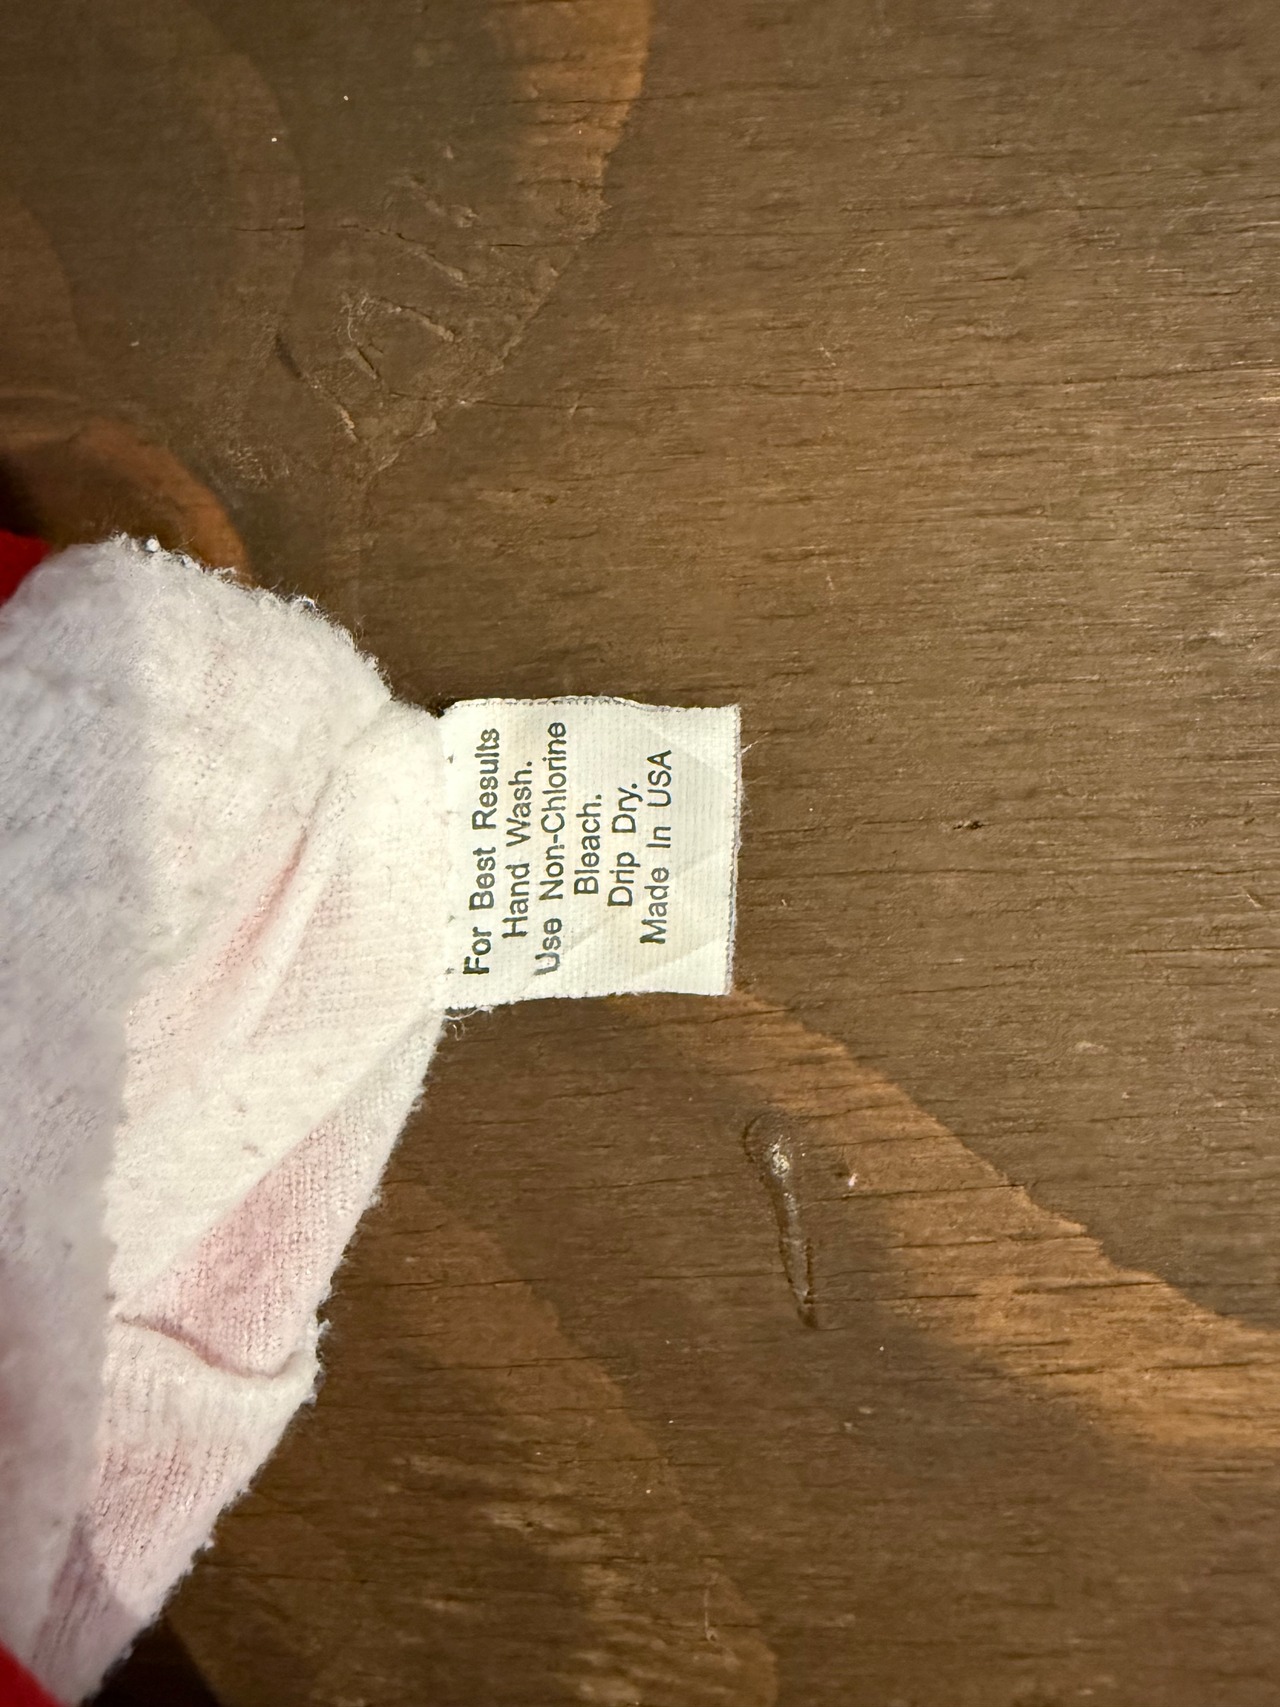 For Best Results
Hand Wash.
Use Non-Chlorine
Bleach.
Drip Dry.
Made In USA